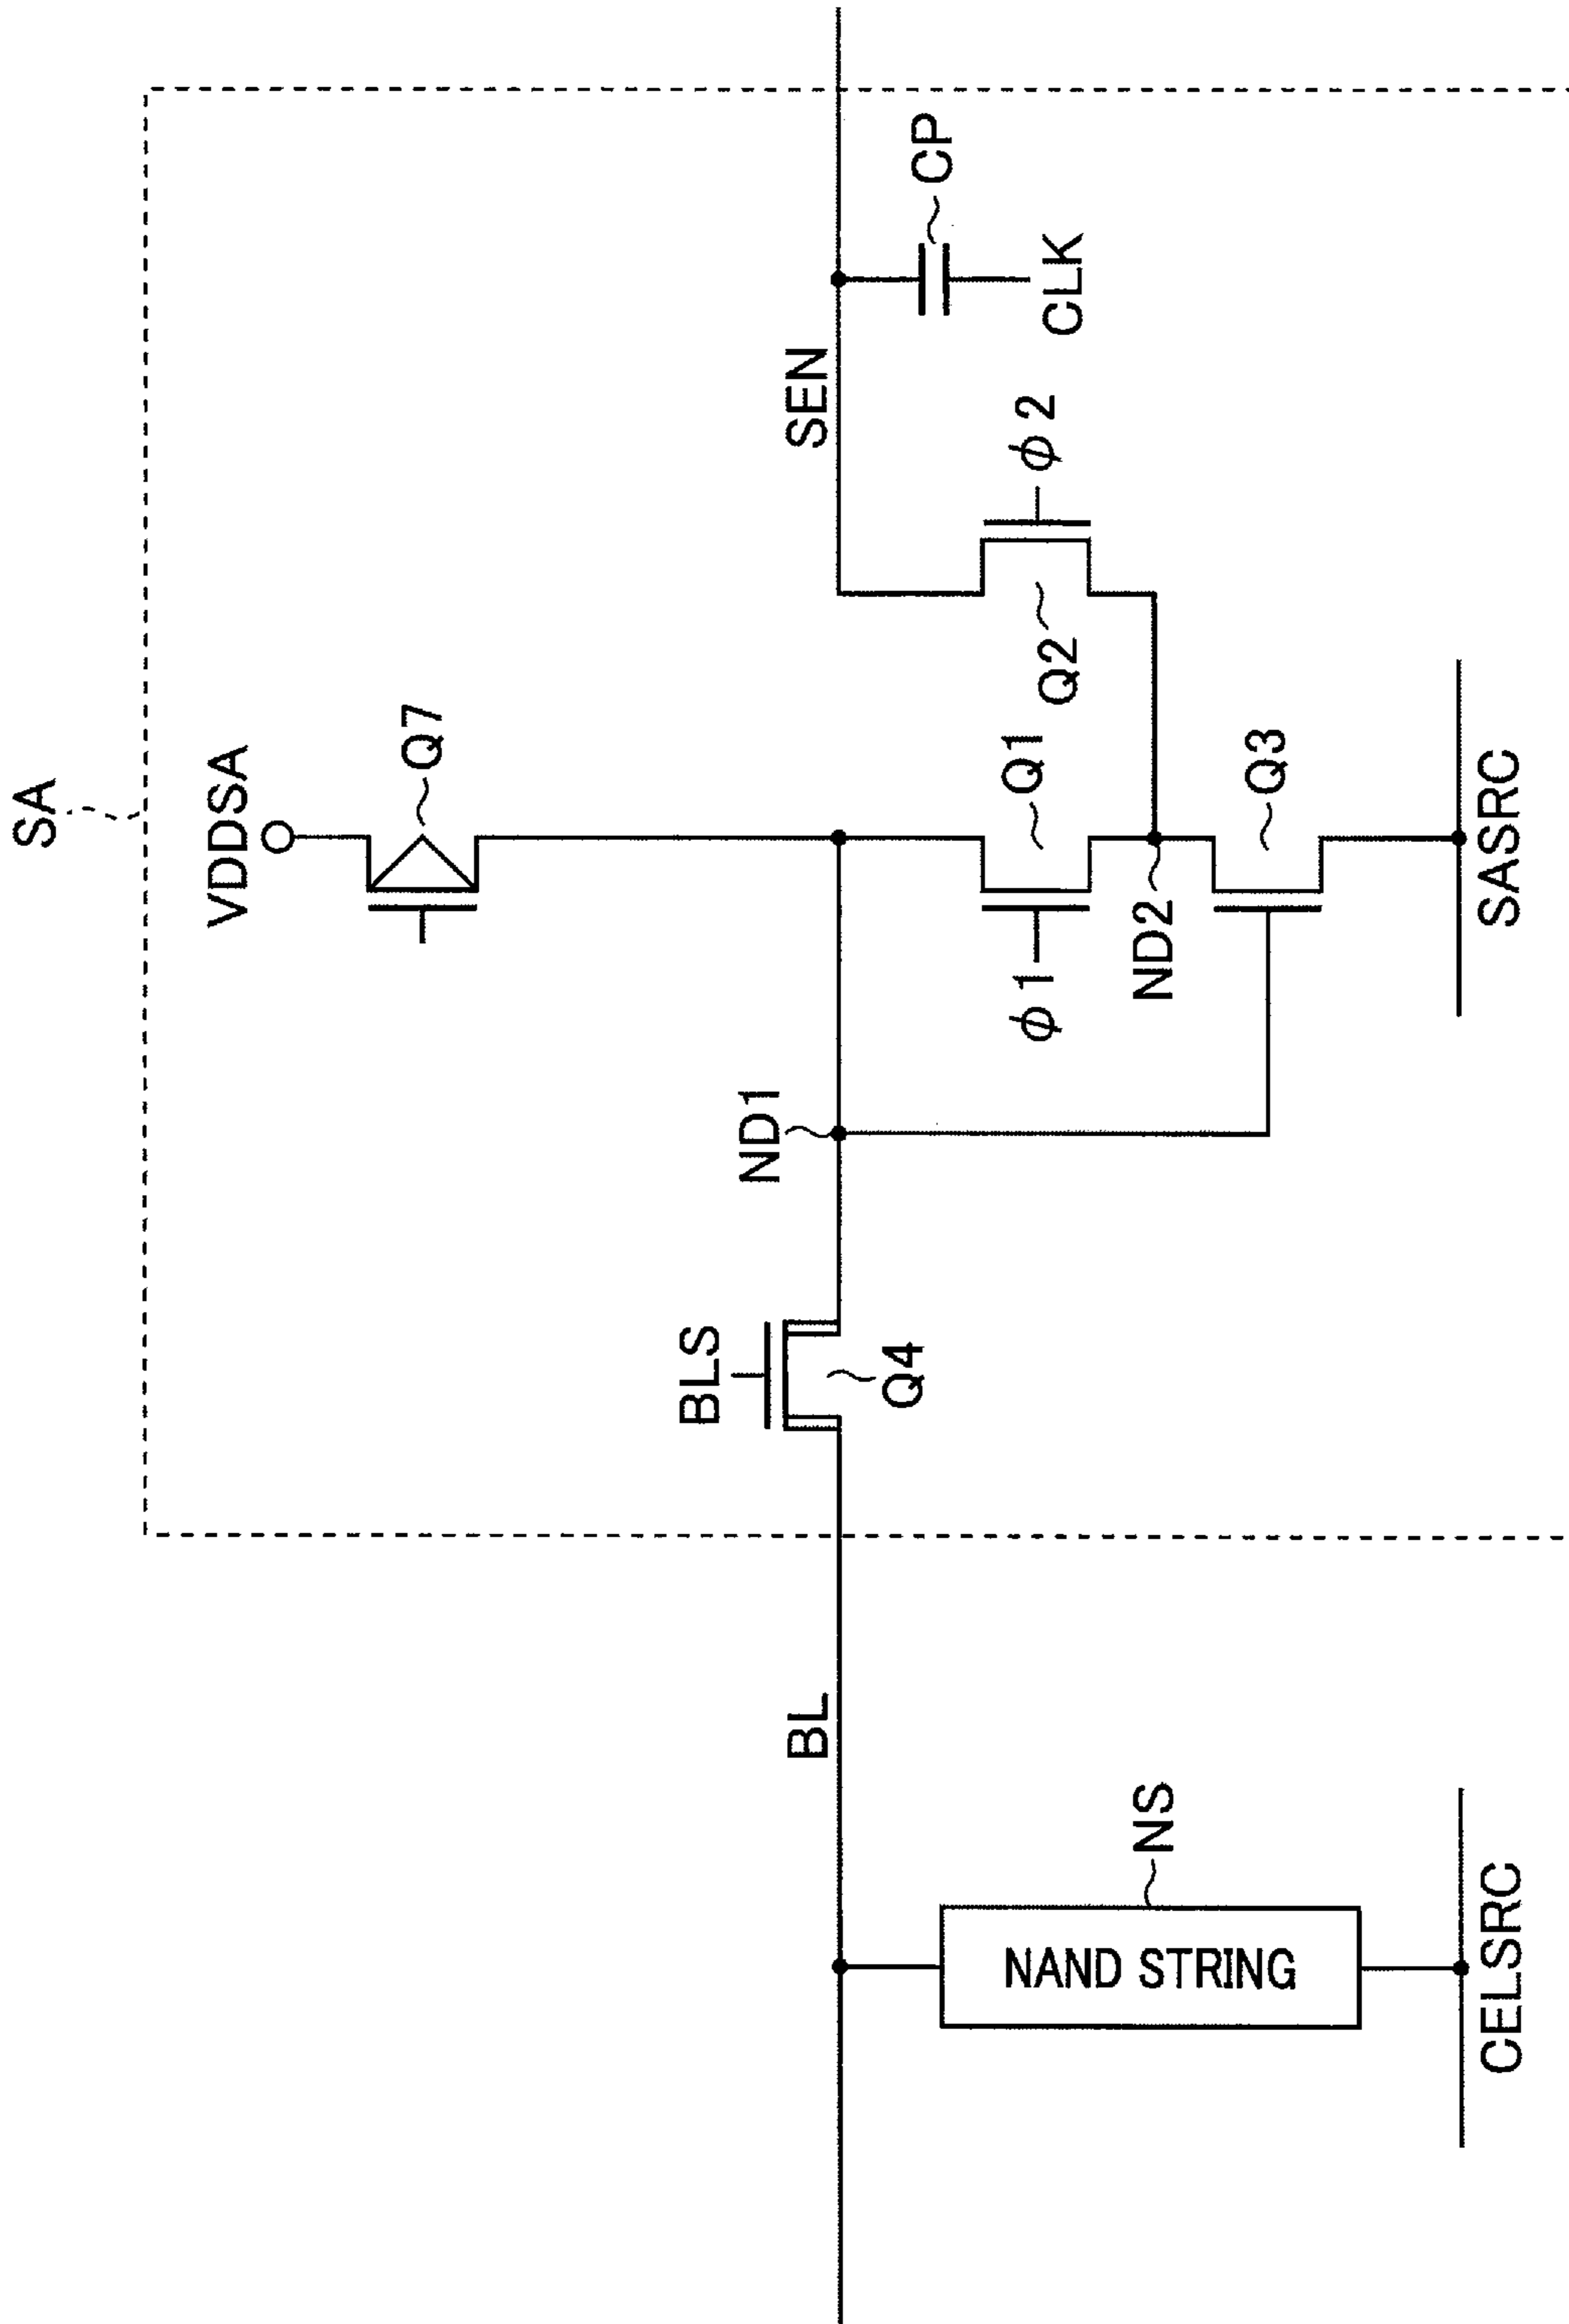 SA
VDDSA
Q7
SEN
CP
CLK
φ2
Q2
Q1
φ1
ND1
ND2
Q3
SASRC
BLS
Q4
BL
NS
NAND STRING
CELSRC